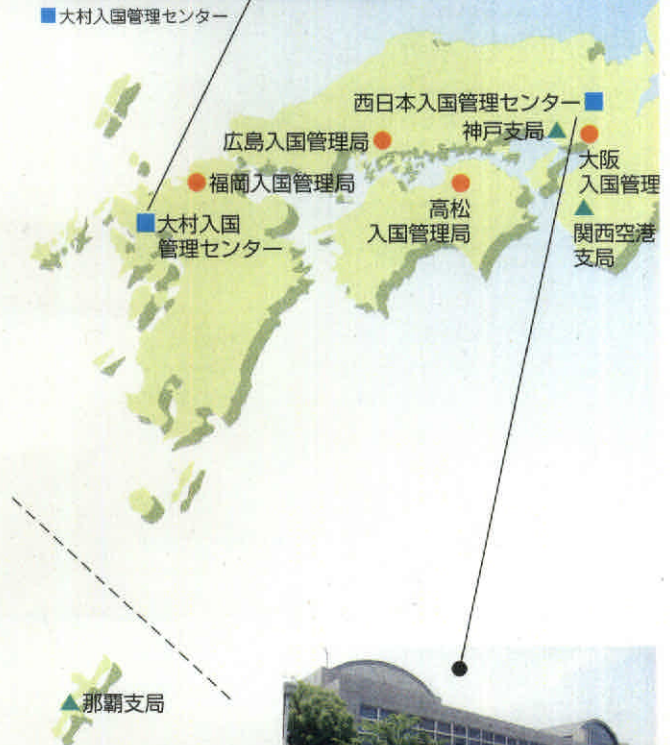 大村入国管理センター
西日本入国管理センター
神戸支局
広島入国管理局
大阪
入国管理
福岡入国管理局
高松
入国管理局
大村入国
管理センター
関西空港
支局
那覇支局